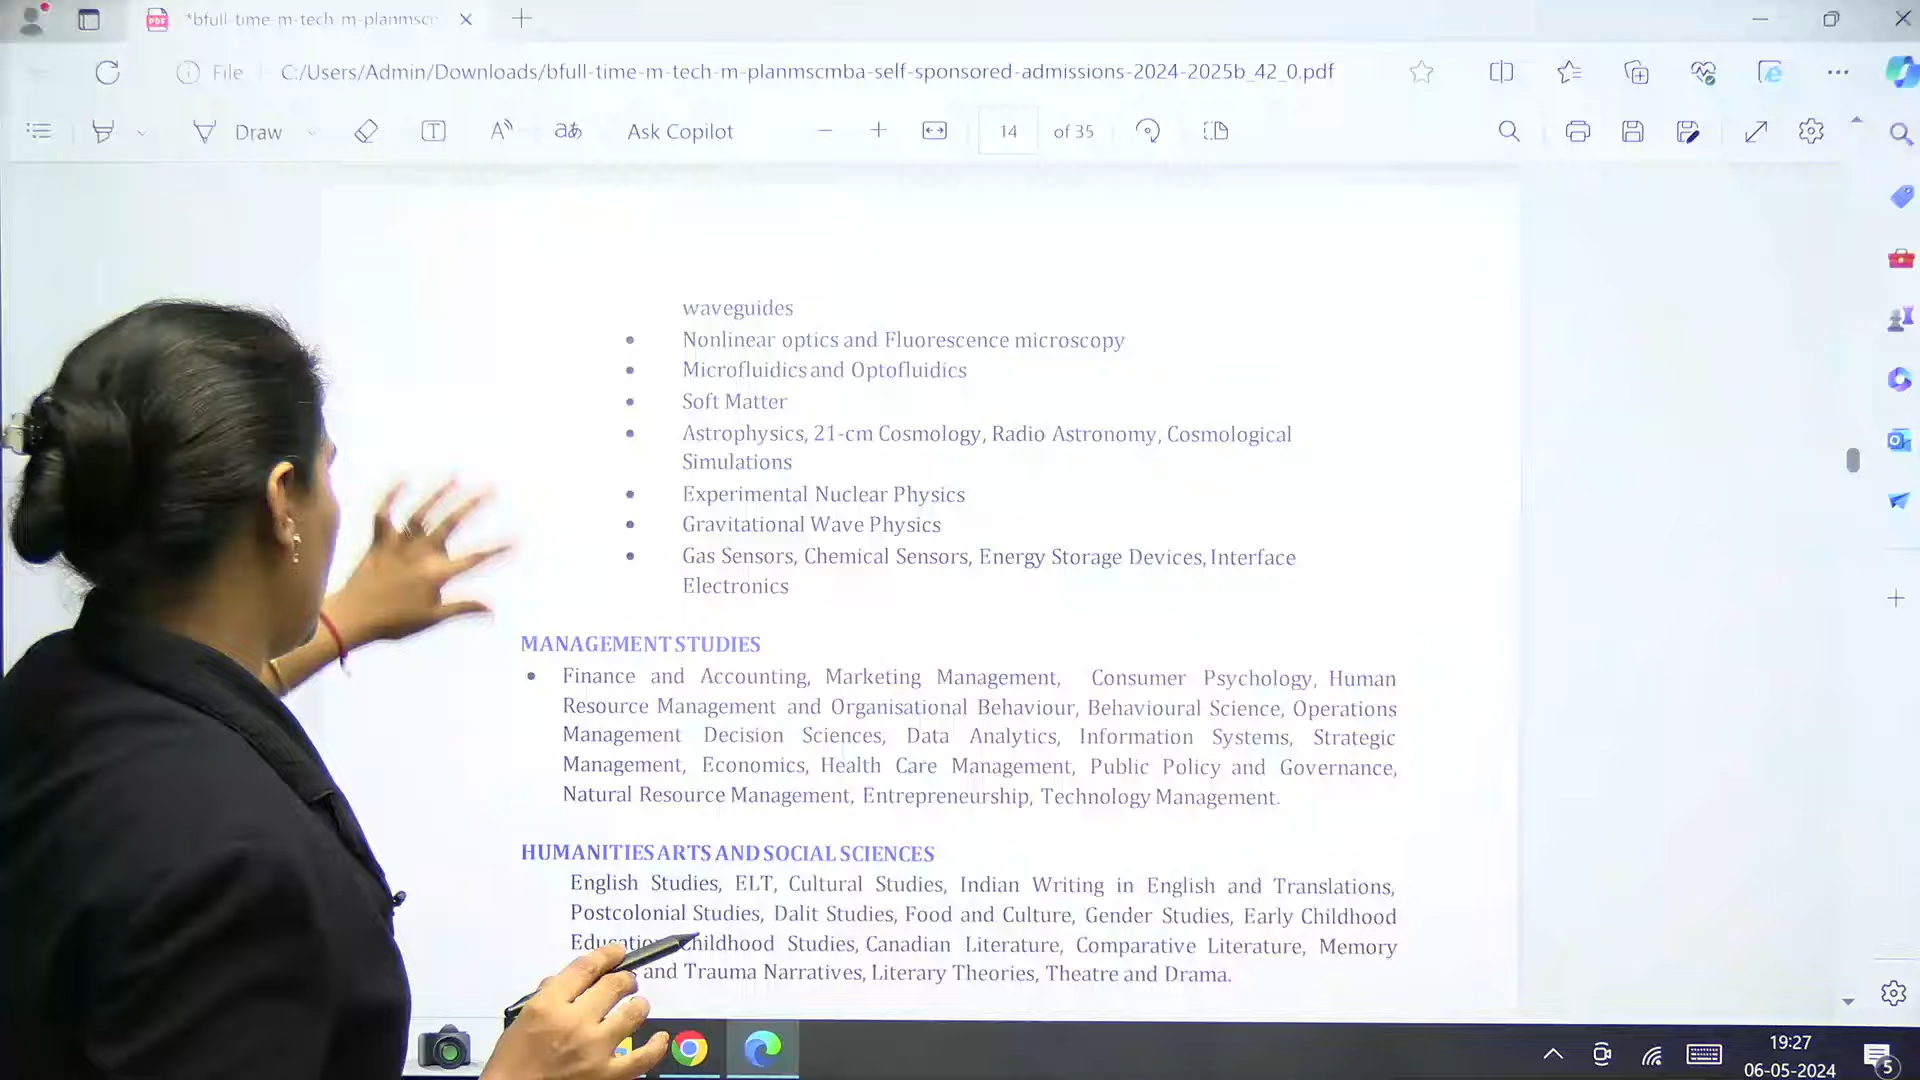 *bfull-time-m-tech-m-planmsc
File
C:/Users/Admin/Downloads/bfull-time-m-tech-m-planmscmba-self-sponsored-admissions-2024-2025b_42_0.pdf
Draw
Ask Copilot
14 of 35
waveguides
• Nonlinear optics and Fluorescence microscopy
• Microfluidics and Optofluidics
• Soft Matter
• Astrophysics, 21-cm Cosmology, Radio Astronomy, Cosmological
Simulations
• Experimental Nuclear Physics
• Gravitational Wave Physics
• Gas Sensors, Chemical Sensors, Energy Storage Devices, Interface
Electronics
MANAGEMENT STUDIES
• Finance and Accounting, Marketing Management, Consumer Psychology, Human
Resource Management and Organisational Behaviour, Behavioural Science, Operations
Management Decision Sciences, Data Analytics, Information Systems, Strategic
Management, Economics, Health Care Management, Public Policy and Governance,
Natural Resource Management, Entrepreneurship, Technology Management.
HUMANITIES ARTS AND SOCIAL SCIENCES
English Studies, ELT, Cultural Studies, Indian Writing in English and Translations,
Postcolonial Studies, Dalit Studies, Food and Culture, Gender Studies, Early Childhood
Childhood Studies, Canadian Literature, Comparative Literature, Memory
and Trauma Narratives, Literary Theories, Theatre and Drama.
19:27
06-05-2024
5